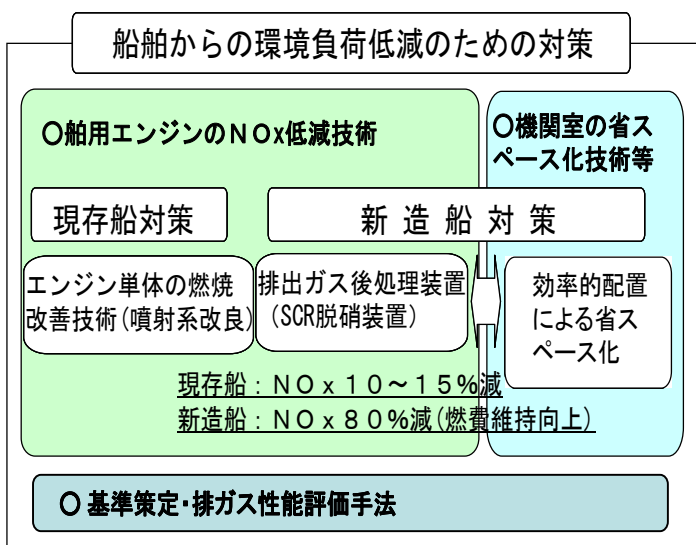 船舶からの環境負荷低減のための対策
○舶用エンジンのＮＯx低減技術
○機関室の省ス
ペース化技術等
現存船対策
新 造 船 対 策
エンジン単体の燃焼
改善技術(噴射系改良)
排出ガス後処理装置
（SCR脱硝装置）
効率的配置
による省ス
ペース化
現存船：ＮＯｘ１０～１５%減
新造船：ＮＯｘ８０%減(燃費維持向上)
○ 基準策定・排ガス性能評価手法